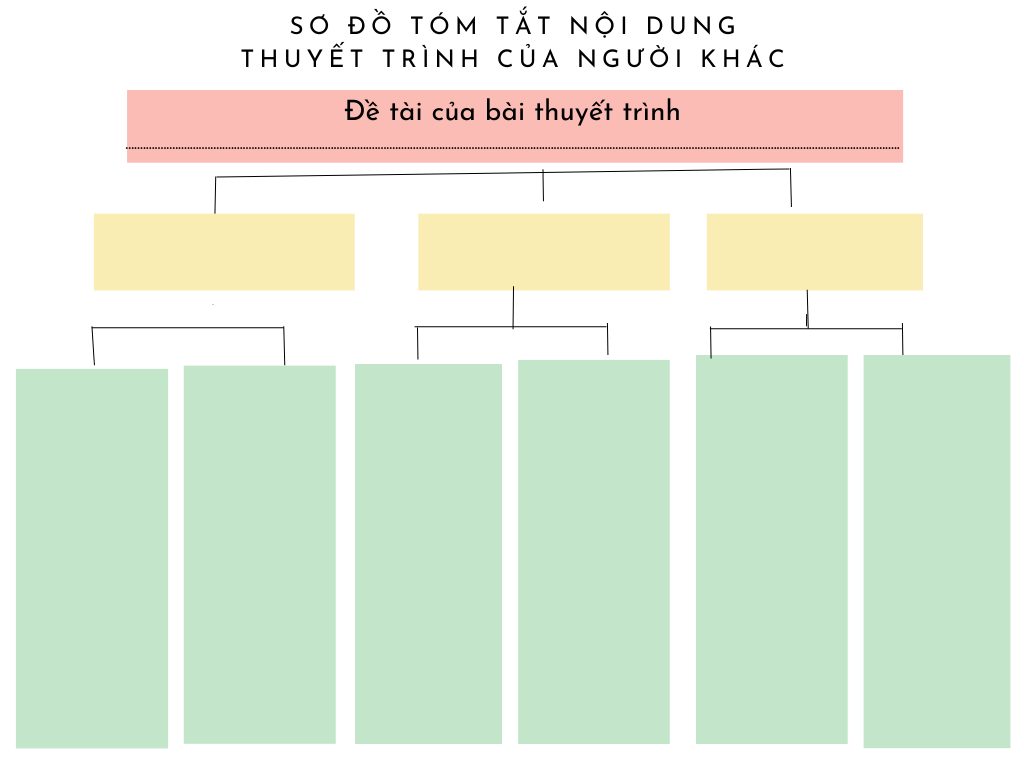 SƠ ĐỒ TÓM TẮT NỘI DUNG
THUYẾT TRÌNH CỦA NGƯỜI KHÁC
Đề tài của bài thuyết trình